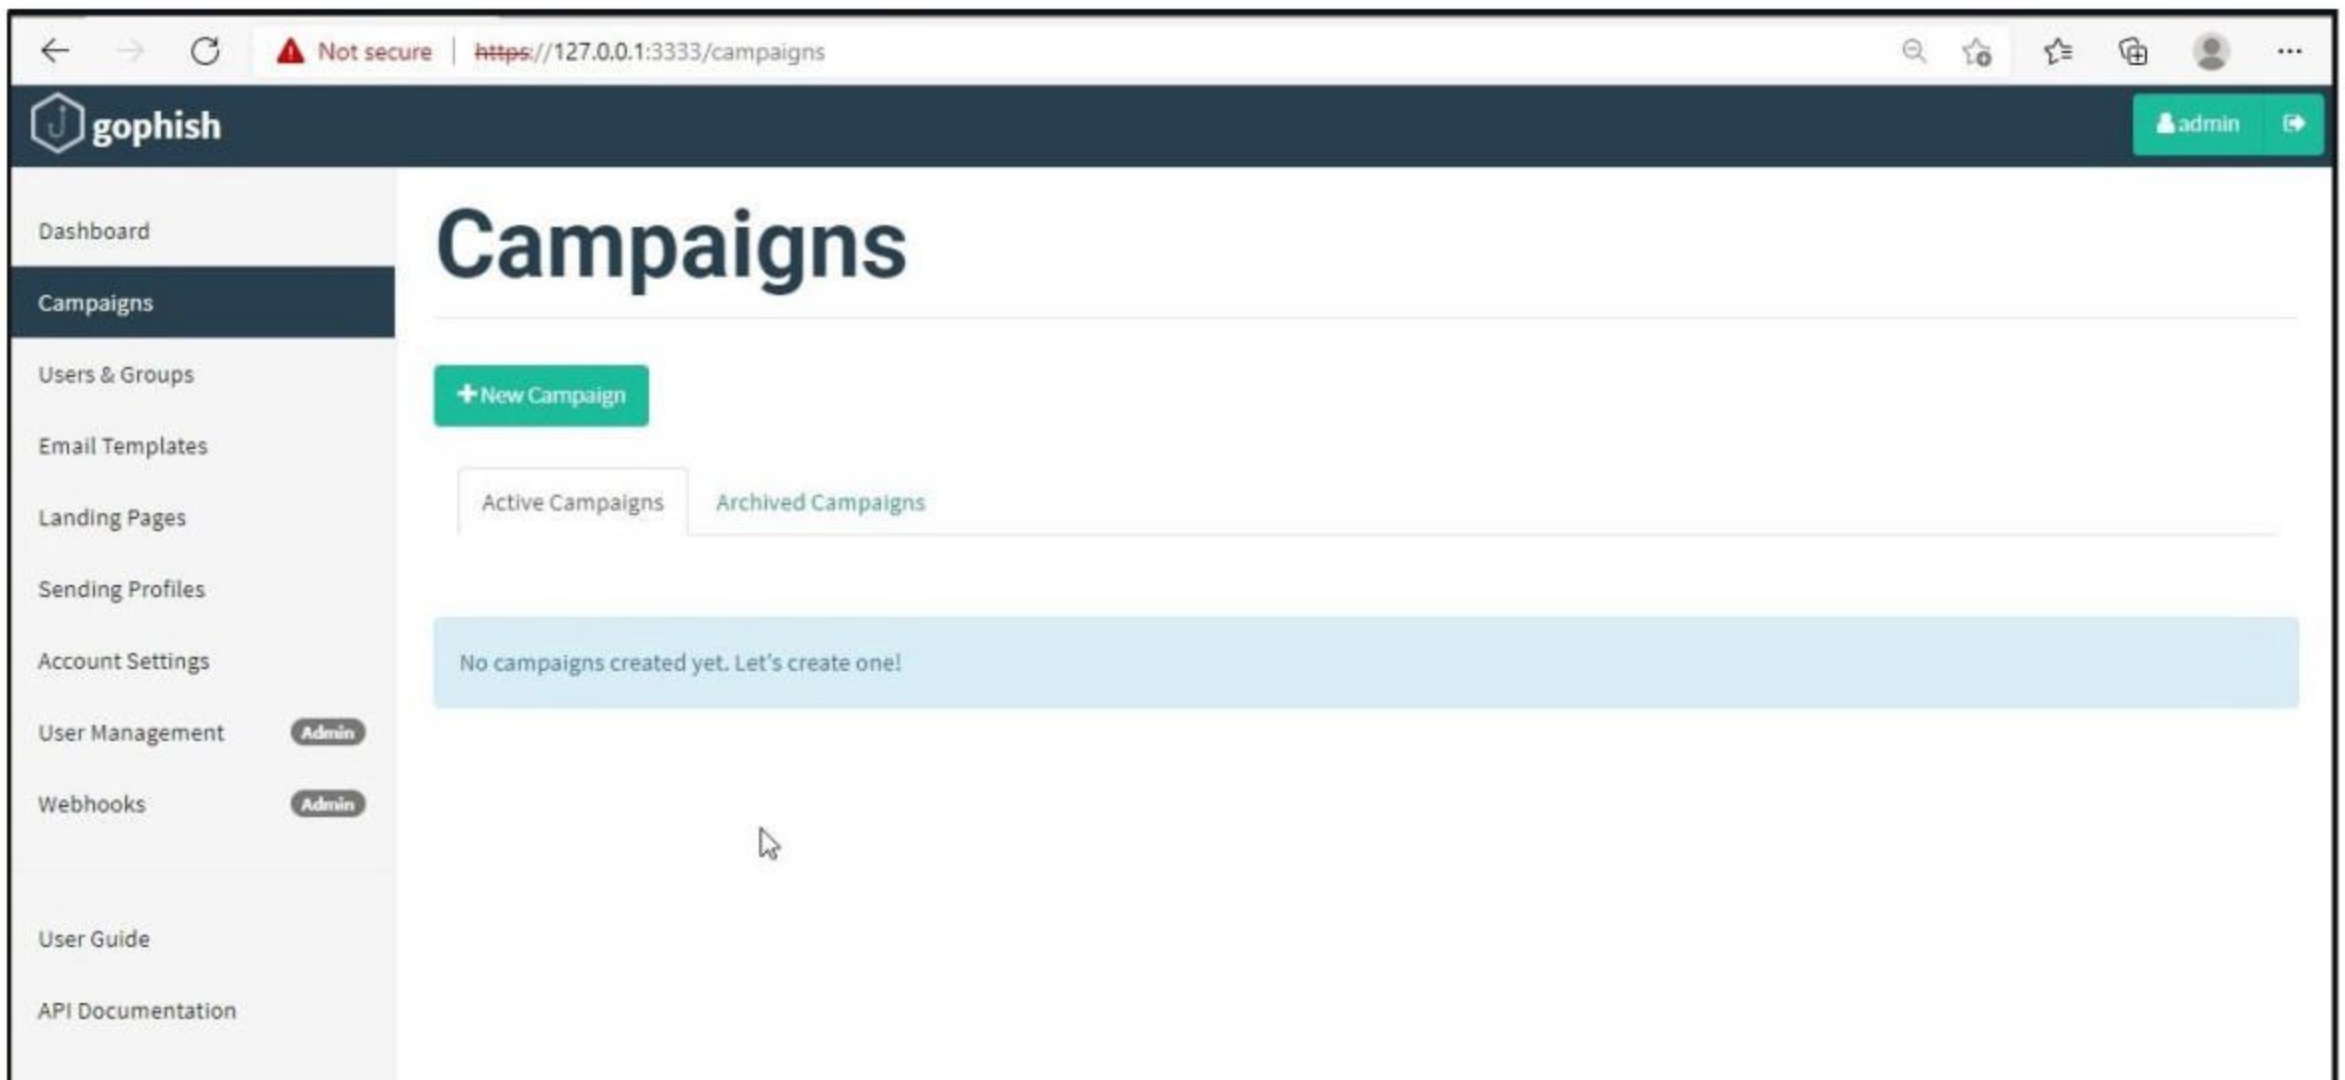 Not secure https://127.0.0.1:3333/campaigns
gophish
admin
Dashboard
Campaigns
Users & Groups
Email Templates
Landing Pages
Sending Profiles
Account Settings
User Management Admin
Webhooks Admin
User Guide
API Documentation
Campaigns
New Campaign
Active Campaigns Archived Campaigns
No campaigns created yet. Let's create one!